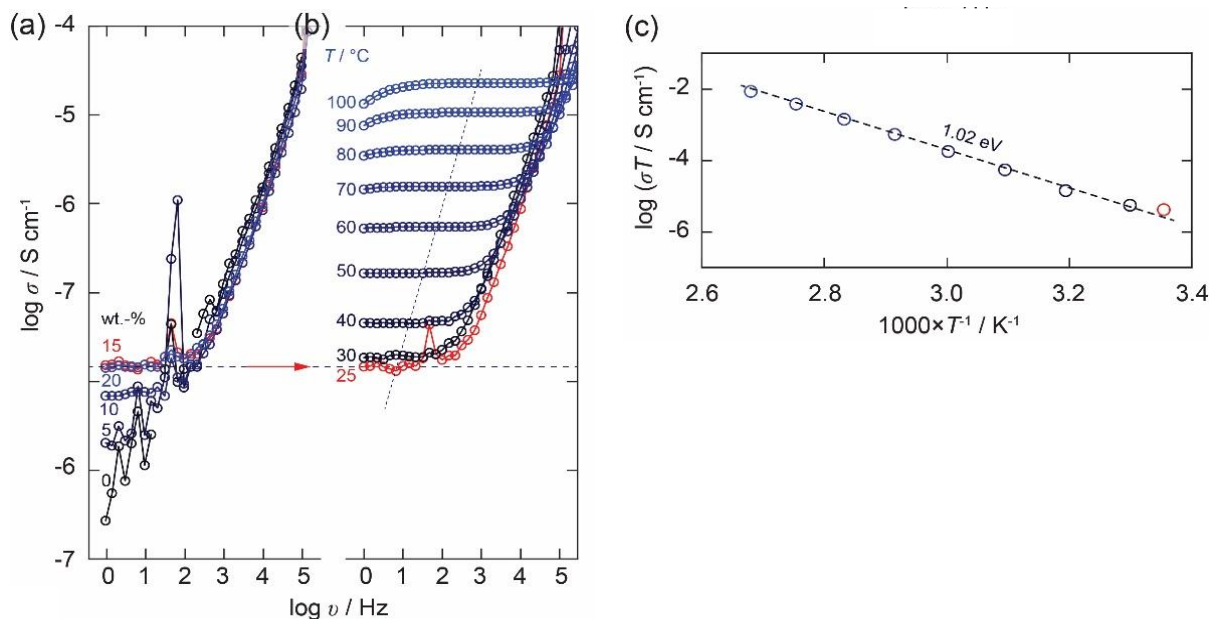 (a)
(b)
(c)
-4
-5
-6
-7
-6
-7
log σ / S cm⁻¹
wt.-%
15
20
10
5
0
0 1 2 3 4 5
T / °C
100
90
80
70
60
50
40
30
25
0 1 2 3 4 5
log υ / Hz
log (σT / S cm⁻¹)
-2
-4
-6
1.02 eV
2.6 2.8 3.0 3.2 3.4
1000×T⁻¹ / K⁻¹